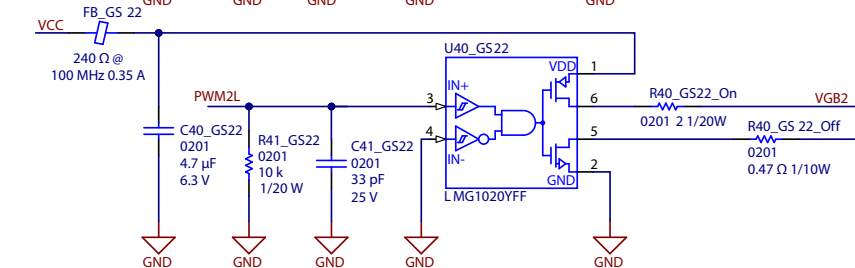 GND
GND
GND
GND
FB_GS 22
VCC
240 Ω @
100 MHz 0.35 A
U40_GS22
VDD
1
IN+
PWM2L
3
6
R40_GS22_On
VGB2
0201 2 1/20W
C40_GS22
0201
4.7 µF
6.3 V
R41_GS22
0201
10 k
1/20 W
C41_GS22
0201
33 pF
25 V
4
IN-
5
R40_GS 22_Off
0201
0.47 Ω 1/10W
2
GND
LMG1020YFF
GND
GND
GND
GND
GND